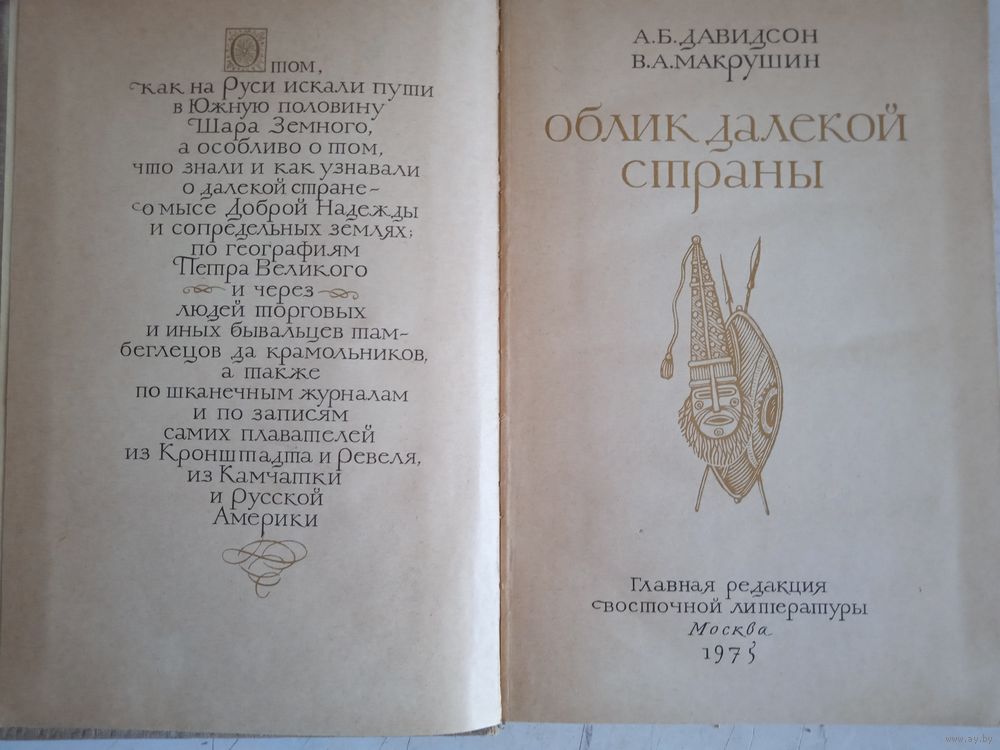 О том,
как на Руси искали пути
в Южную половину
Шара Земного,
а особливо о том,
что знали и как узнавали
о далекой стране-
о мысе Доброй Надежды
и сопредельных землях;
по географиям
Петра Великого
и через
людей торговых
и иных бывальцев там-
беглецов да крамольников,
а также
по шканечным журналам
и по записям
самих плавателей
из Кронштадта и Ревеля,
из Камчатки
и Русской
Америки
А.Б.ДАВИДСОН
В.А.МАКРУШИН
ОБЛИК ДАЛЕКОЙ
СТРАНЫ
Главная редакция
восточной литературы
Москва
1975
www.ay.by